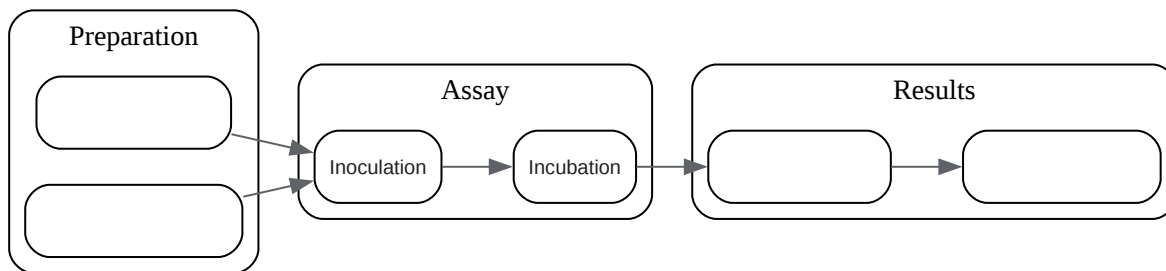 Preparation
Assay
Inoculation
Incubation
Results